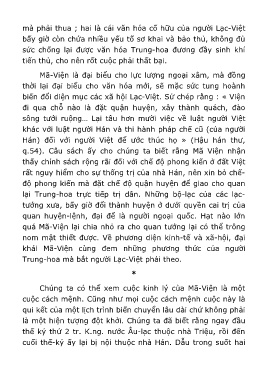 mà phải thua ; hai là cái văn hóa cố hữu của người Lạc-Việt
bấy giờ còn chứa nhiều yếu tố sơ khai và bảo thủ, không đủ
sức chống lại được văn hóa Trung-hoa đương đầy sinh khí
tiến thủ, cho nên rốt cuộc phải thất bại.
Mã-Viện là đại biểu cho lực lượng ngoại xâm, mà đồng
thời lại đại biểu cho văn hóa mới, sẽ mặc sức tung hoành
biến đổi diện mục các xã hội Lạc-Việt. Sử chép rằng : « Viện
đi qua chỗ nào là đặt quận huyện, xây thành quách, đào
sông tưới ruộng… Lại tâu hơn mười việc về luật người Việt
khác với luật người Hán và thi hành pháp chế cũ (của người
Hán) đối với người Việt để ước thúc họ » (Hậu hán thư,
q.54). Câu sách ấy cho chúng ta biết rằng Mã Viện nhận
thấy chính sách rộng rãi đối với chế độ phong kiến ở đất Việt
rất nguy hiểm cho sự thống trị của nhà Hán, nên xin bỏ chế-
độ phong kiến mà đặt chế độ quận huyện để giao cho quan
lại Trung-hoa trực tiếp trị dân. Những bộ-lạc của các lạc-
tướng xưa, bấy giờ đổi thành huyện ở dưới quyền cai trị của
quan huyện-lệnh, đại để là người ngoại quốc. Hạt nào lớn
quá Mã-Viện lại chia nhỏ ra cho quan tướng lại có thể trông
nom mật thiết được. Về phương diện kinh-tế và xã-hội, đại
khái Mã-Viện cũng đem những phương thức của người
Trung-hoa mà bắt người Lạc-Việt phải theo.
*
Chúng ta có thể xem cuộc kinh lý của Mã-Viện là một
cuộc cách mệnh. Cũng như mọi cuộc cách mệnh cuộc này là
qui kết của một lịch trình biến chuyển lâu dài chứ không phải
là một hiện tượng đột khởi. Chúng ta đã biết rằng ngay đầu
thế kỷ thứ 2 tr. K.ng. nước Âu-lạc thuộc nhà Triệu, rồi đến
cuối thế-kỷ ấy lại bị nội thuộc nhà Hán. Dẫu trong suốt hai